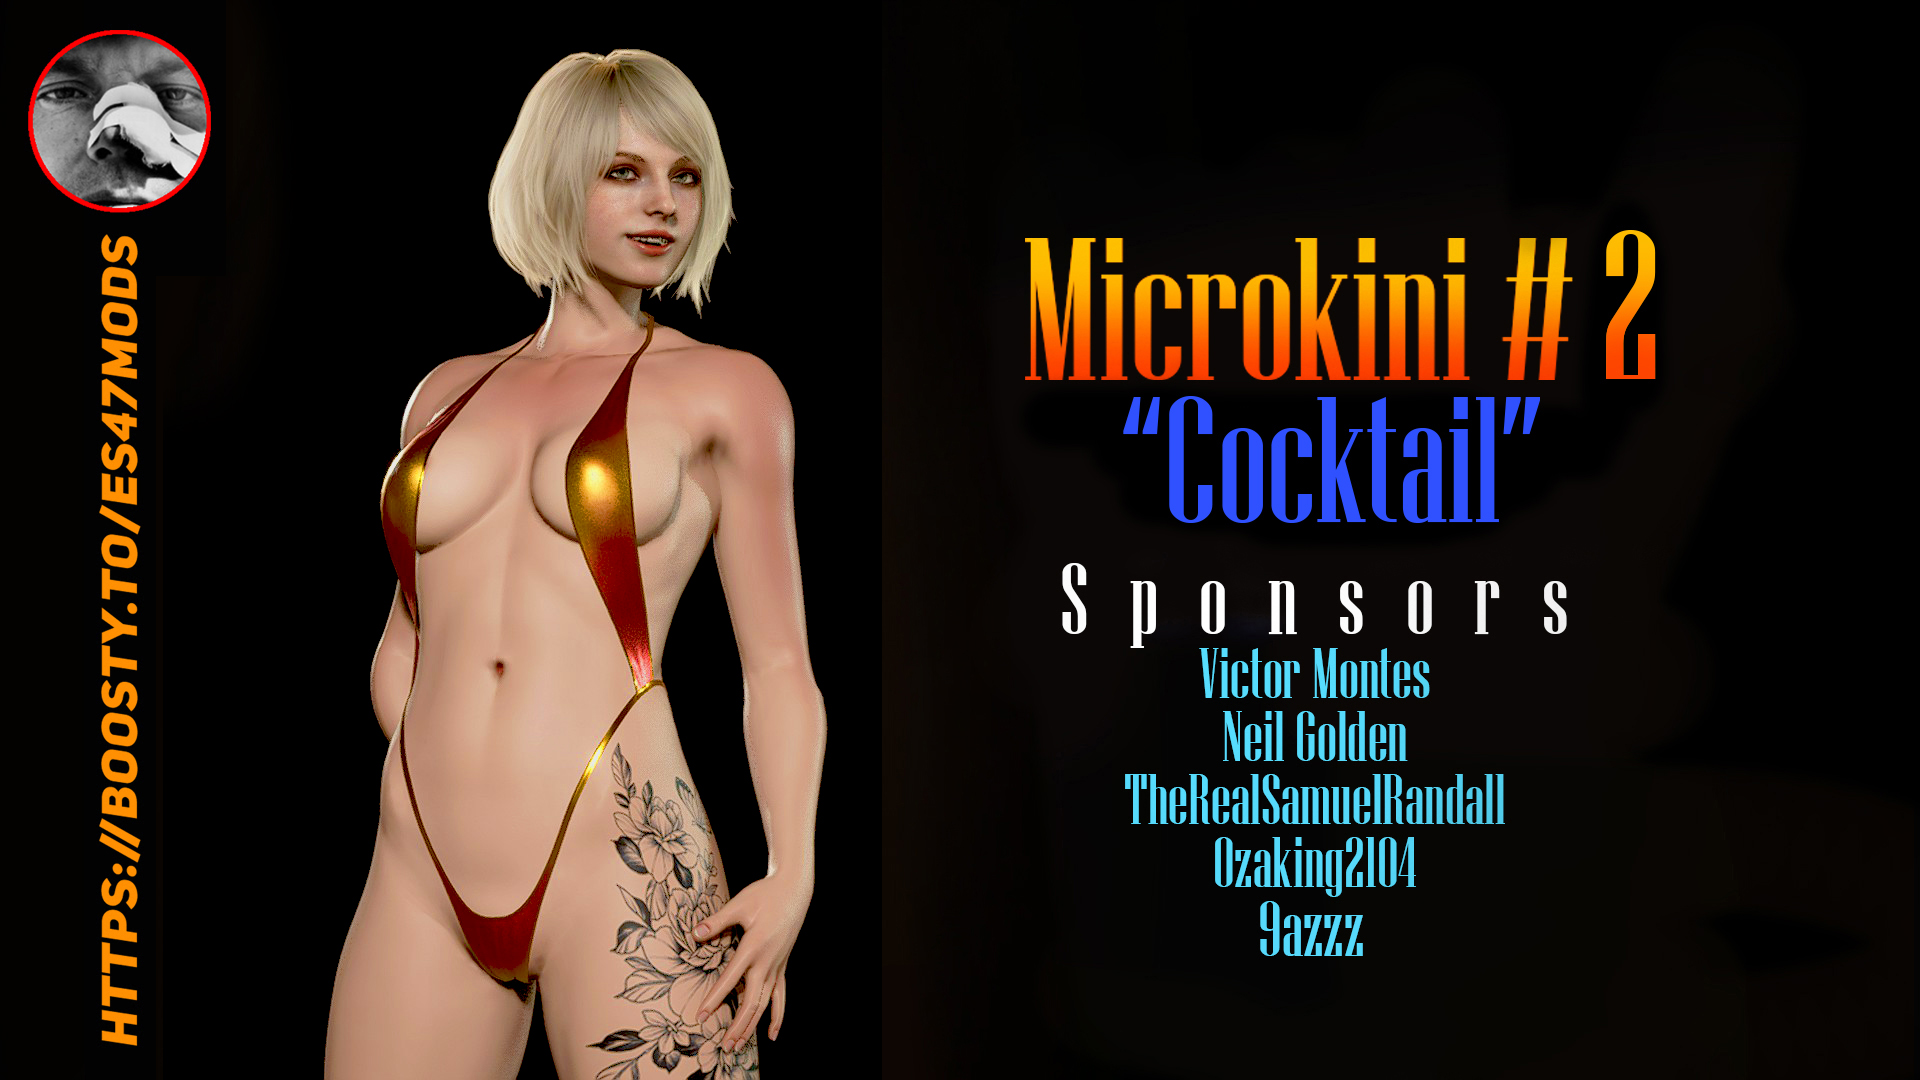 HTTPS://BOOSTY.TO/ES47MODS
Microkini # 2
“Cocktail”
Sponsors
Victor Montes
Neil Golden
TheRealSamuelRandall
Ozaking2104
9azzz